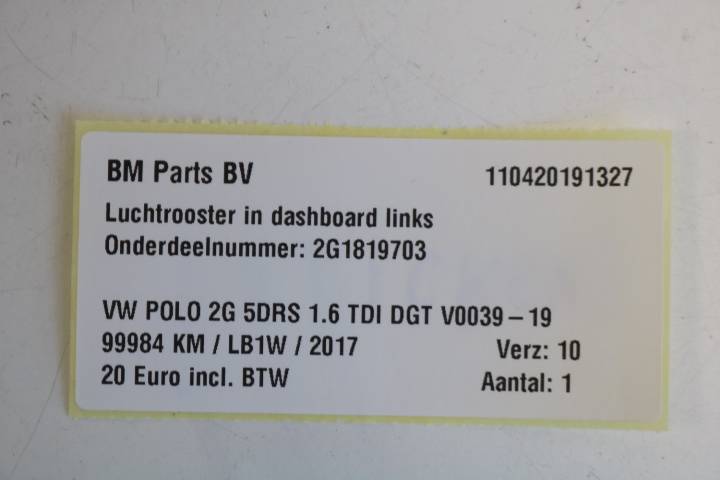 BM Parts BV 110420191327
Luchtrooster in dashboard links
Onderdeelnummer: 2G1819703
VW POLO 2G 5DRS 1.6 TDI DGT V0039-19
99984 KM / LB1W / 2017 Verz: 10
20 Euro incl. BTW Aantal: 1